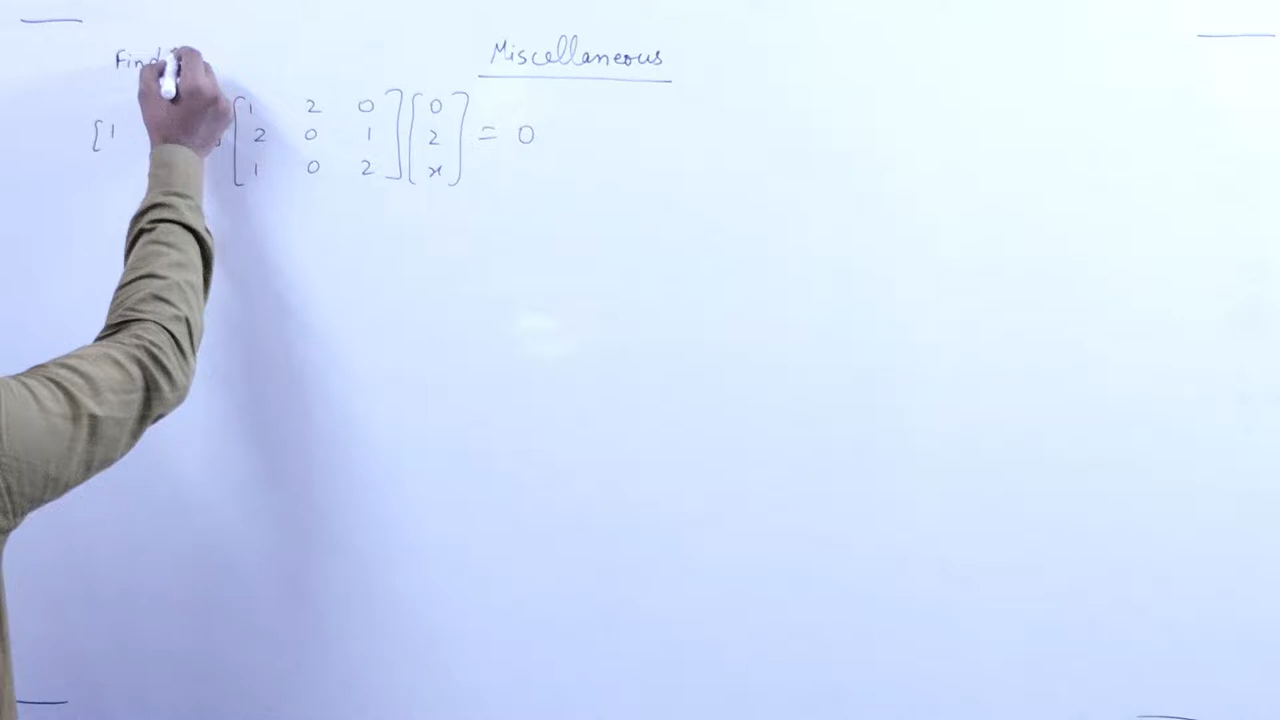 Miscellaneous
Find
[1 [1 2 0] [0] = 0
2 0 1 2
1 0 2 x